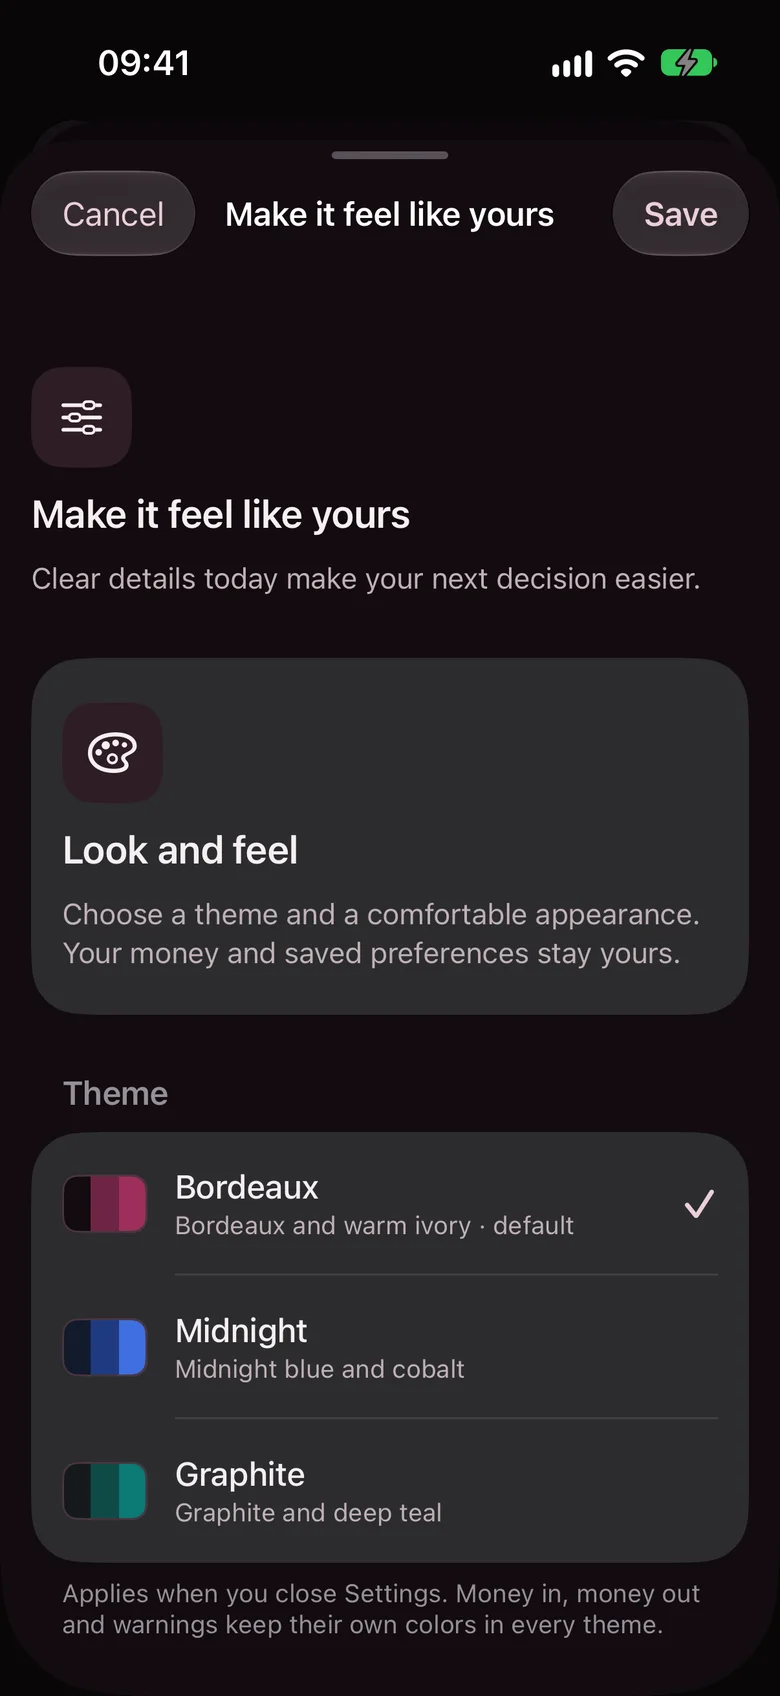 09:41
Cancel
Make it feel like yours
Save
Make it feel like yours
Clear details today make your next decision easier.
Look and feel
Choose a theme and a comfortable appearance.
Your money and saved preferences stay yours.
Theme
Bordeaux
Bordeaux and warm ivory · default
Midnight
Midnight blue and cobalt
Graphite
Graphite and deep teal
Applies when you close Settings. Money in, money out
and warnings keep their own colors in every theme.